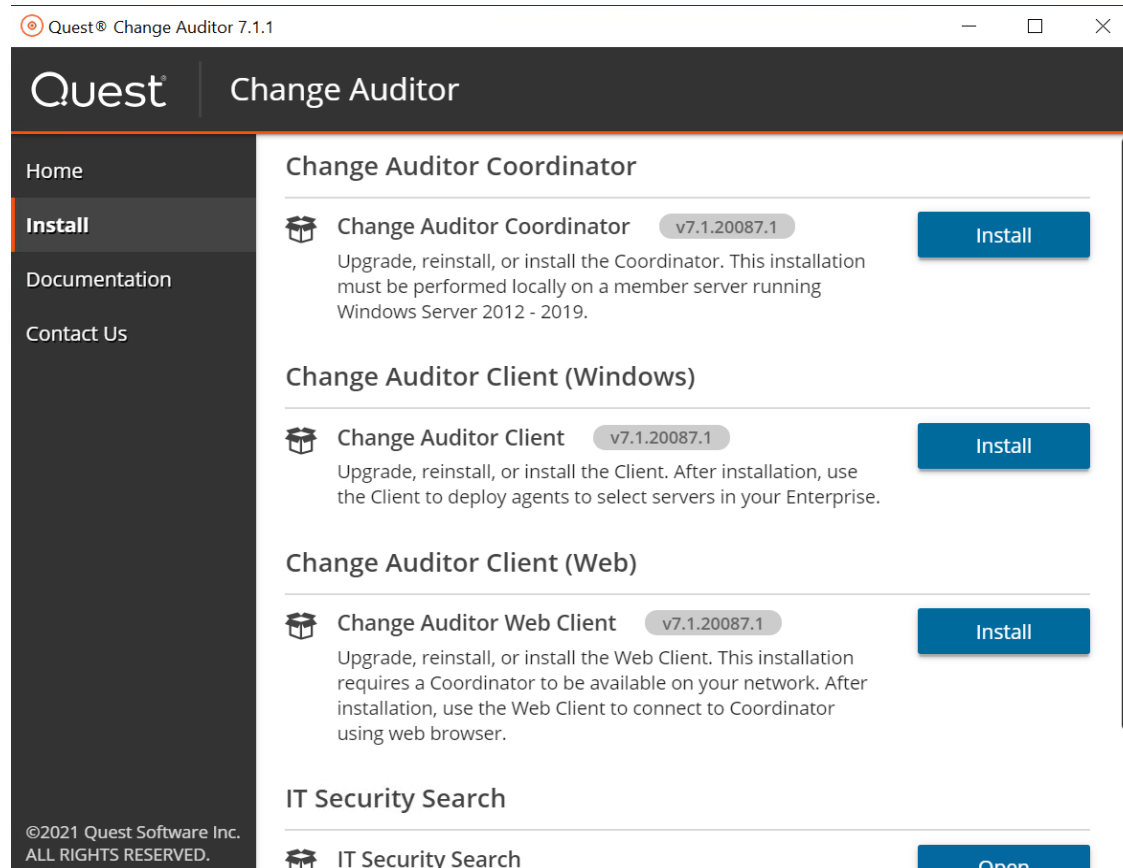 Quest® Change Auditor 7.1.1
Quest® Change Auditor
Home
Install
Documentation
Contact Us
©2021 Quest Software Inc.
ALL RIGHTS RESERVED.
Change Auditor Coordinator
Change Auditor Coordinator v7.1.20087.1
Install
Upgrade, reinstall, or install the Coordinator. This installation
must be performed locally on a member server running
Windows Server 2012 - 2019.
Change Auditor Client (Windows)
Change Auditor Client v7.1.20087.1
Install
Upgrade, reinstall, or install the Client. After installation, use
the Client to deploy agents to select servers in your Enterprise.
Change Auditor Client (Web)
Change Auditor Web Client v7.1.20087.1
Install
Upgrade, reinstall, or install the Web Client. This installation
requires a Coordinator to be available on your network. After
installation, use the Web Client to connect to Coordinator
using web browser.
IT Security Search
IT Security Search
Open